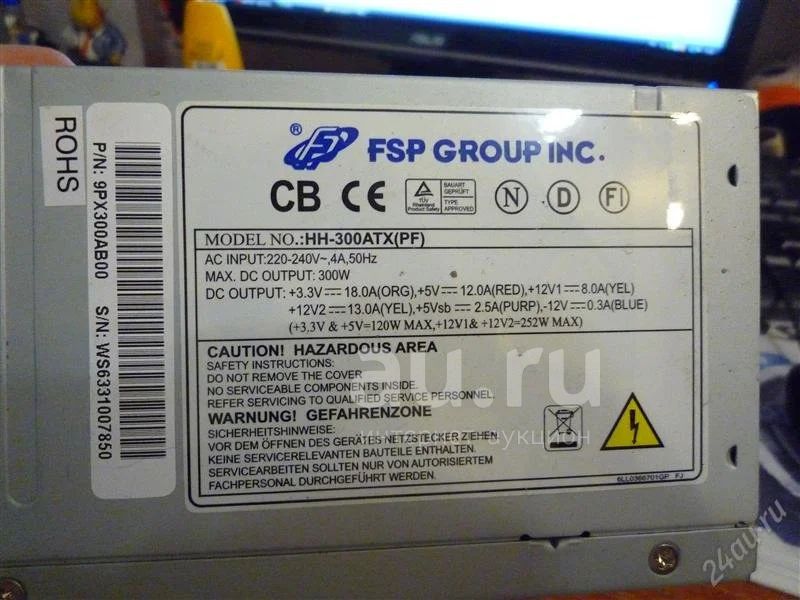 ROHS
P/N: 9PX300AB00 S/N: WS6331007850
® FSP GROUP INC.
CB CE TÜV Rheinland Product Safety BAUART GEPRÜFT TYPE APPROVED N D FI
MODEL NO.:HH-300ATX(PF)
AC INPUT:220-240V~,4A,50Hz
MAX. DC OUTPUT: 300W
DC OUTPUT: +3.3V⎓18.0A(ORG),+5V⎓12.0A(RED),+12V1⎓8.0A(YEL)
+12V2⎓13.0A(YEL),+5Vsb⎓2.5A(PURP),-12V⎓0.3A(BLUE)
(+3.3V & +5V=120W MAX,+12V1& +12V2=252W MAX)
CAUTION! HAZARDOUS AREA
SAFETY INSTRUCTIONS:
DO NOT REMOVE THE COVER
NO SERVICEABLE COMPONENTS INSIDE.
REFER SERVICING TO QUALIFIED SERVICE PERSONNEL.
WARNUNG! GEFAHRENZONE
SICHERHEITSHINWEISE:
VOR DEM ÖFFNEN DES GERÄTES NETZSTECKER ZIEHEN
KEINE SERVICERELEVANTEN BAUTEILE ENTHALTEN.
SERVICEARBEITEN SOLLTEN NUR VON AUTORISIERTEM
FACHPERSONAL DURCHGEFÜHRT WERDEN.
6LL0366701GP FJ
au.ru
интернет-аукцион
24au.ru